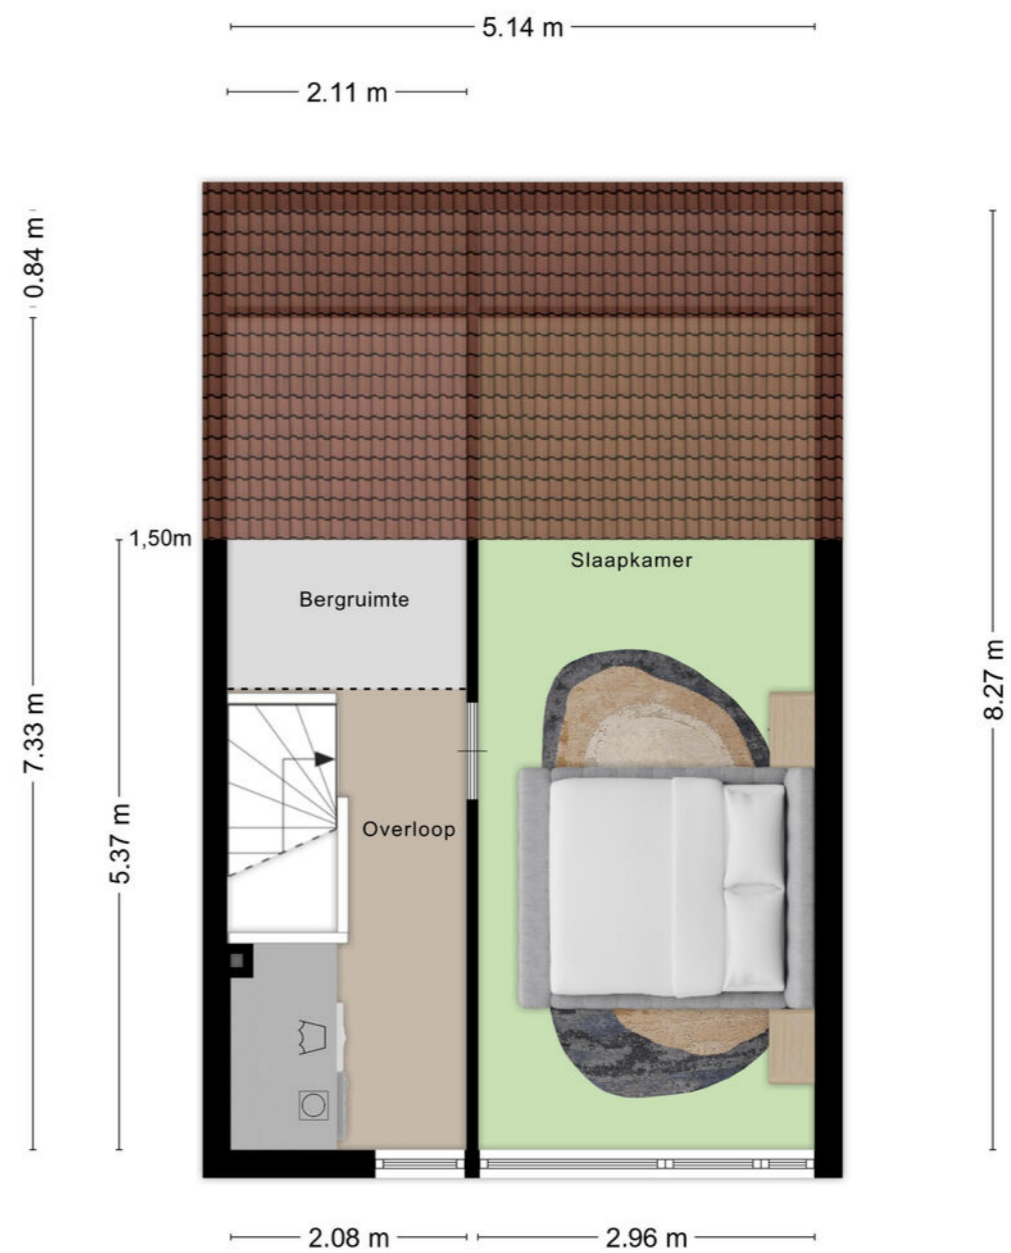 5.14 m
2.11 m
0.84 m
1,50m
Slaapkamer
Bergruimte
8.27 m
7.33 m
5.37 m
Overloop
2.08 m
2.96 m